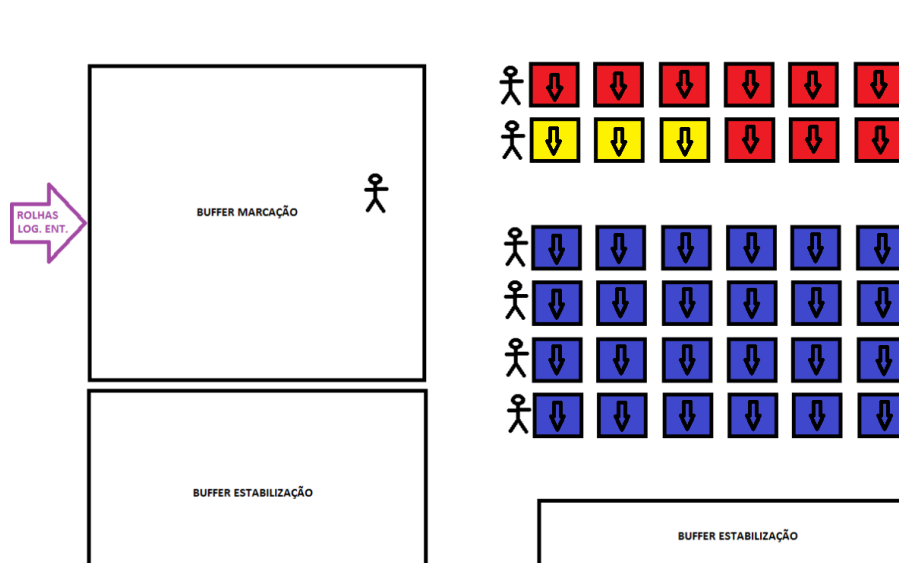 BUFFER MARCAÇÃO
ROLHAS
LOG. ENT.
BUFFER ESTABILIZAÇÃO
BUFFER ESTABILIZAÇÃO